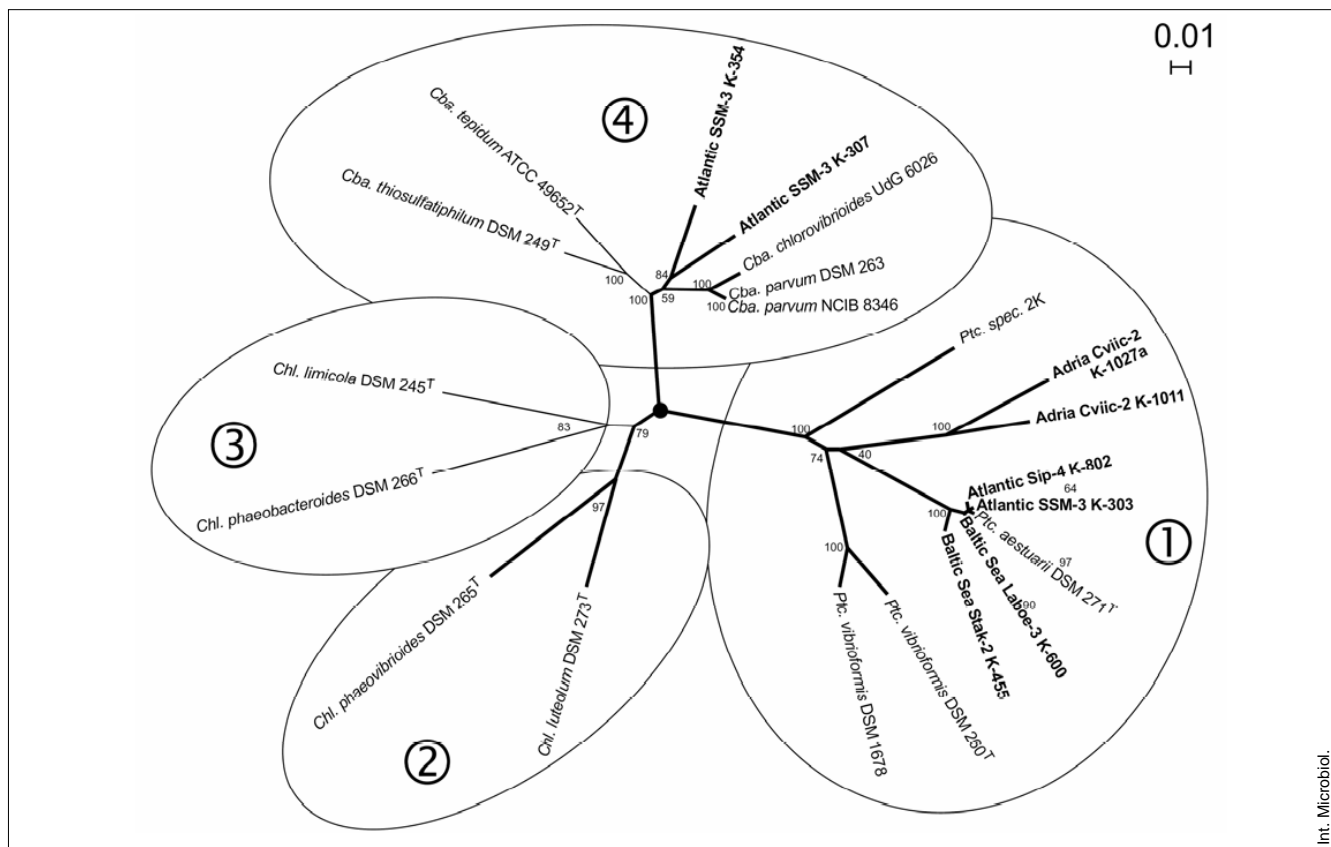 0.01
④
Atlantic SSM-3 K-354
Cba. tepidum ATCC 49652T
Atlantic SSM-3 K-307
Cba. thiosulfatiphilum DSM 249T
Cba. chlorovibrioides UdG 6026
100
84
100
Cba. parvum DSM 263
100
59
100
Cba. parvum NCIB 8346
Ptc. spec. 2K
Adria Cviic-2
K-1027a
Chl. limicola DSM 245T
Adria Cviic-2 K-1011
③
83
79
100
100
74
40
Atlantic Sip-4 K-802
64
Atlantic SSM-3 K-303
Chl. phaeobacteroides DSM 266T
97
100
Ptc. aestuarii DSM 271T
①
100
97
90
Baltic Sea Laboe-3 K-600
Baltic Sea Stak-2 K-455
Chl. phaeovibrioides DSM 265T
Chl. luteolum DSM 273T
Ptc. vibrioformis DSM 260T
Ptc. vibrioformis DSM 1678
②
Int. Microbiol.